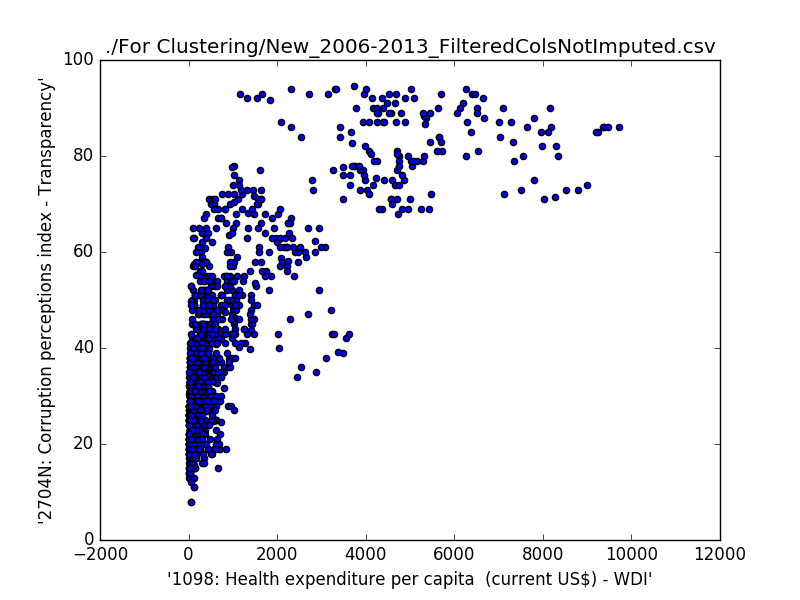 ./For Clustering/New_2006-2013_FilteredColsNotImputed.csv
100
80
60
40
20
0
'2704N: Corruption perceptions index - Transparency'
−2000 0 2000 4000 6000 8000 10000 12000
'1098: Health expenditure per capita  (current US$) - WDI'